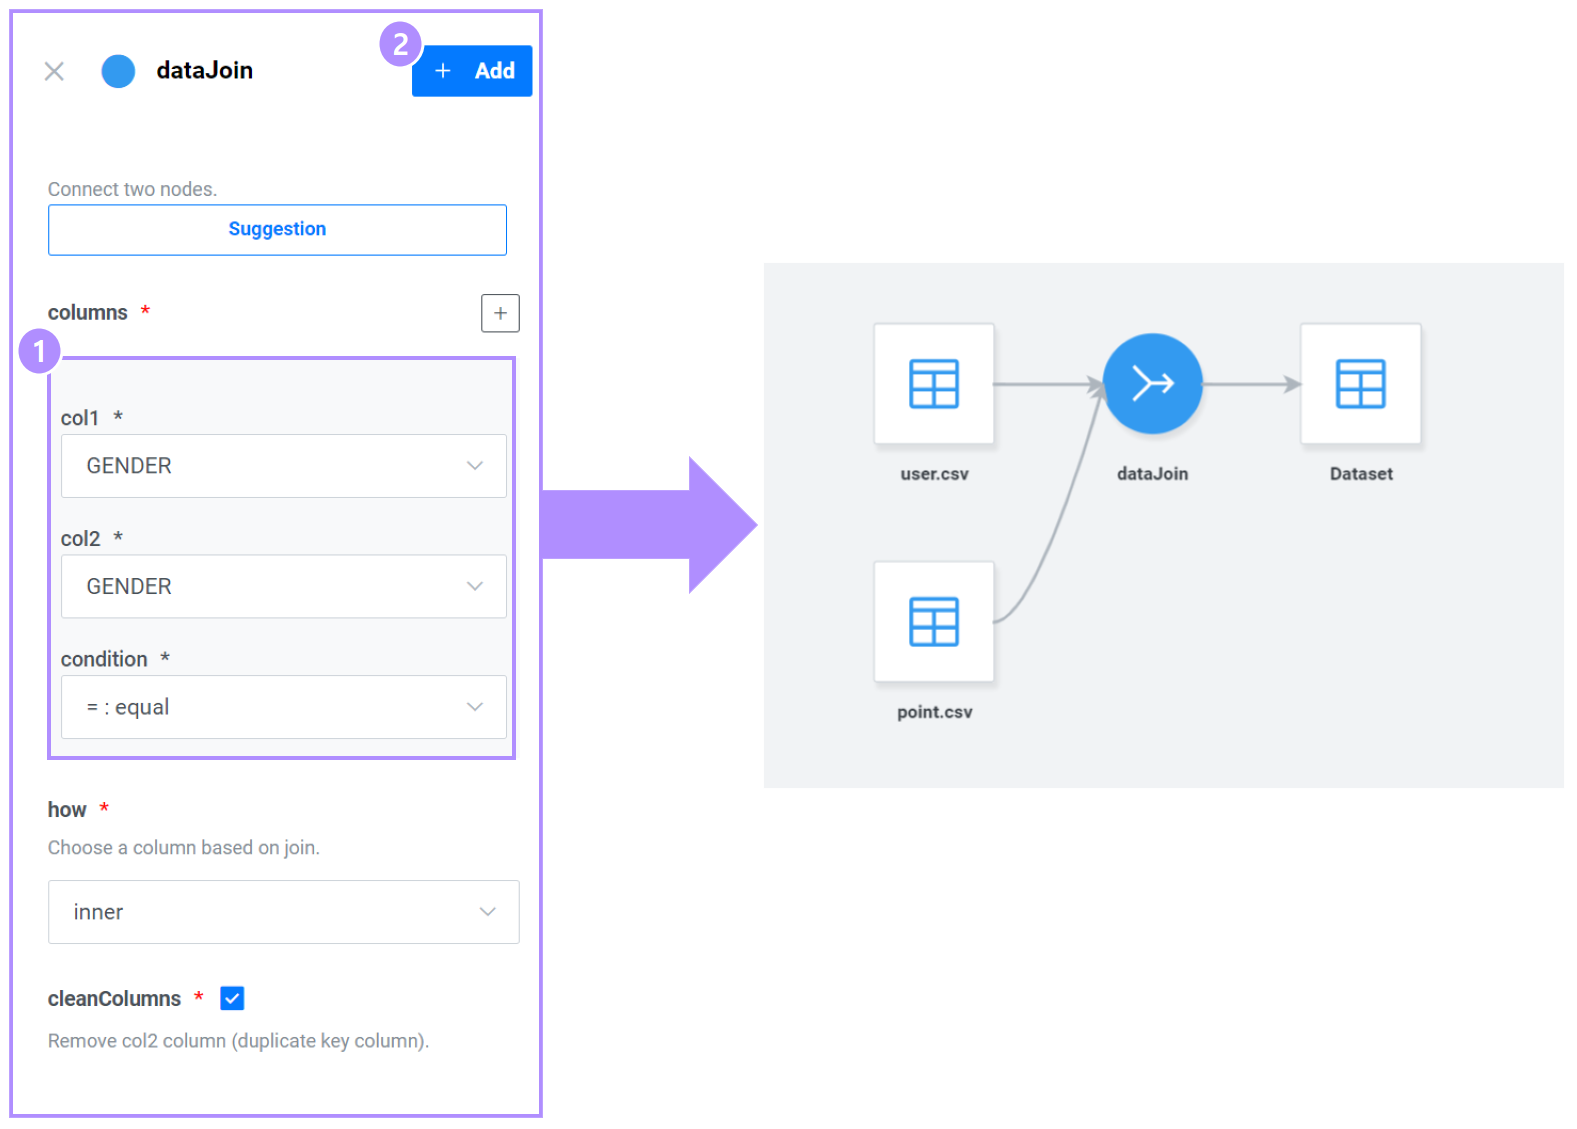 2
dataJoin
+ Add
Connect two nodes.
Suggestion
columns *
+
1
col1 *
GENDER
col2 *
GENDER
condition *
= : equal
how *
Choose a column based on join.
inner
cleanColumns *
Remove col2 column (duplicate key column).
user.csv
dataJoin
Dataset
point.csv